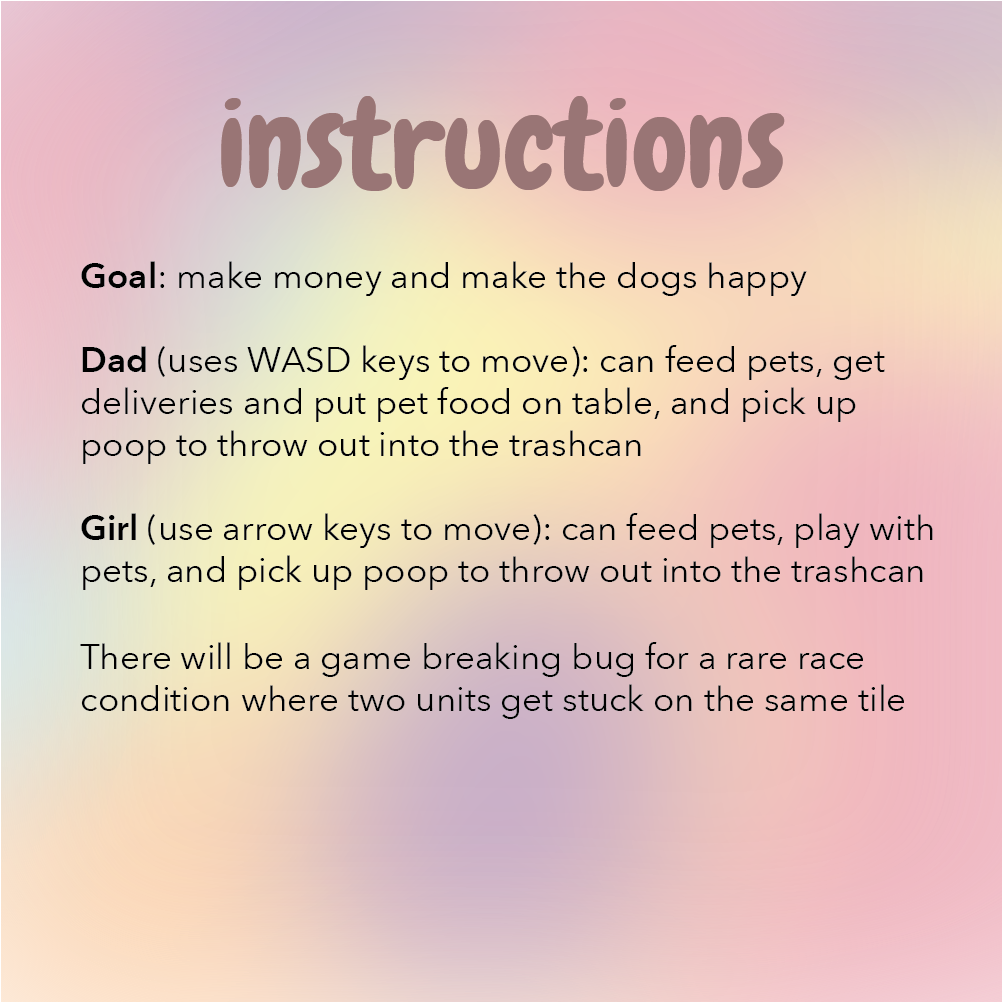 instructions
Goal: make money and make the dogs happy
Dad (uses WASD keys to move): can feed pets, get
deliveries and put pet food on table, and pick up
poop to throw out into the trashcan
Girl (use arrow keys to move): can feed pets, play with
pets, and pick up poop to throw out into the trashcan
There will be a game breaking bug for a rare race
condition where two units get stuck on the same tile